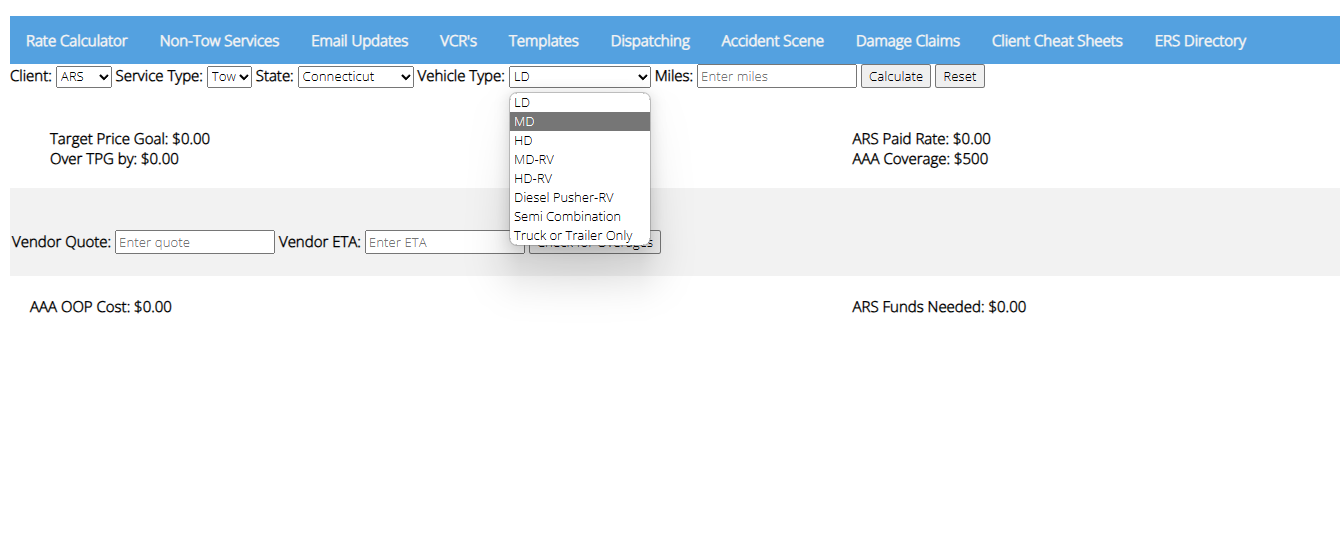 Rate Calculator Non-Tow Services Email Updates VCR's Templates Dispatching Accident Scene Damage Claims Client Cheat Sheets ERS Directory
Client: ARS Service Type: Tow State: Connecticut Vehicle Type: LD Miles: Enter miles Calculate Reset
LD
MD
HD
MD-RV
HD-RV
Diesel Pusher-RV
Semi Combination
Truck or Trailer Only
Target Price Goal: $0.00
Over TPG by: $0.00
ARS Paid Rate: $0.00
AAA Coverage: $500
Vendor Quote: Enter quote Vendor ETA: Enter ETA
AAA OOP Cost: $0.00
ARS Funds Needed: $0.00